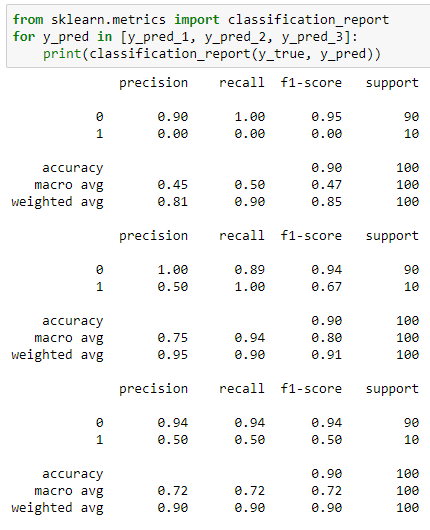 from sklearn.metrics import classification_report
for y_pred in [y_pred_1, y_pred_2, y_pred_3]:
    print(classification_report(y_true, y_pred))
precision recall f1-score support
0 0.90 1.00 0.95 90
1 0.00 0.00 0.00 10
accuracy 0.90 100
macro avg 0.45 0.50 0.47 100
weighted avg 0.81 0.90 0.85 100
precision recall f1-score support
0 1.00 0.89 0.94 90
1 0.50 1.00 0.67 10
accuracy 0.90 100
macro avg 0.75 0.94 0.80 100
weighted avg 0.95 0.90 0.91 100
precision recall f1-score support
0 0.94 0.94 0.94 90
1 0.50 0.50 0.50 10
accuracy 0.90 100
macro avg 0.72 0.72 0.72 100
weighted avg 0.90 0.90 0.90 100